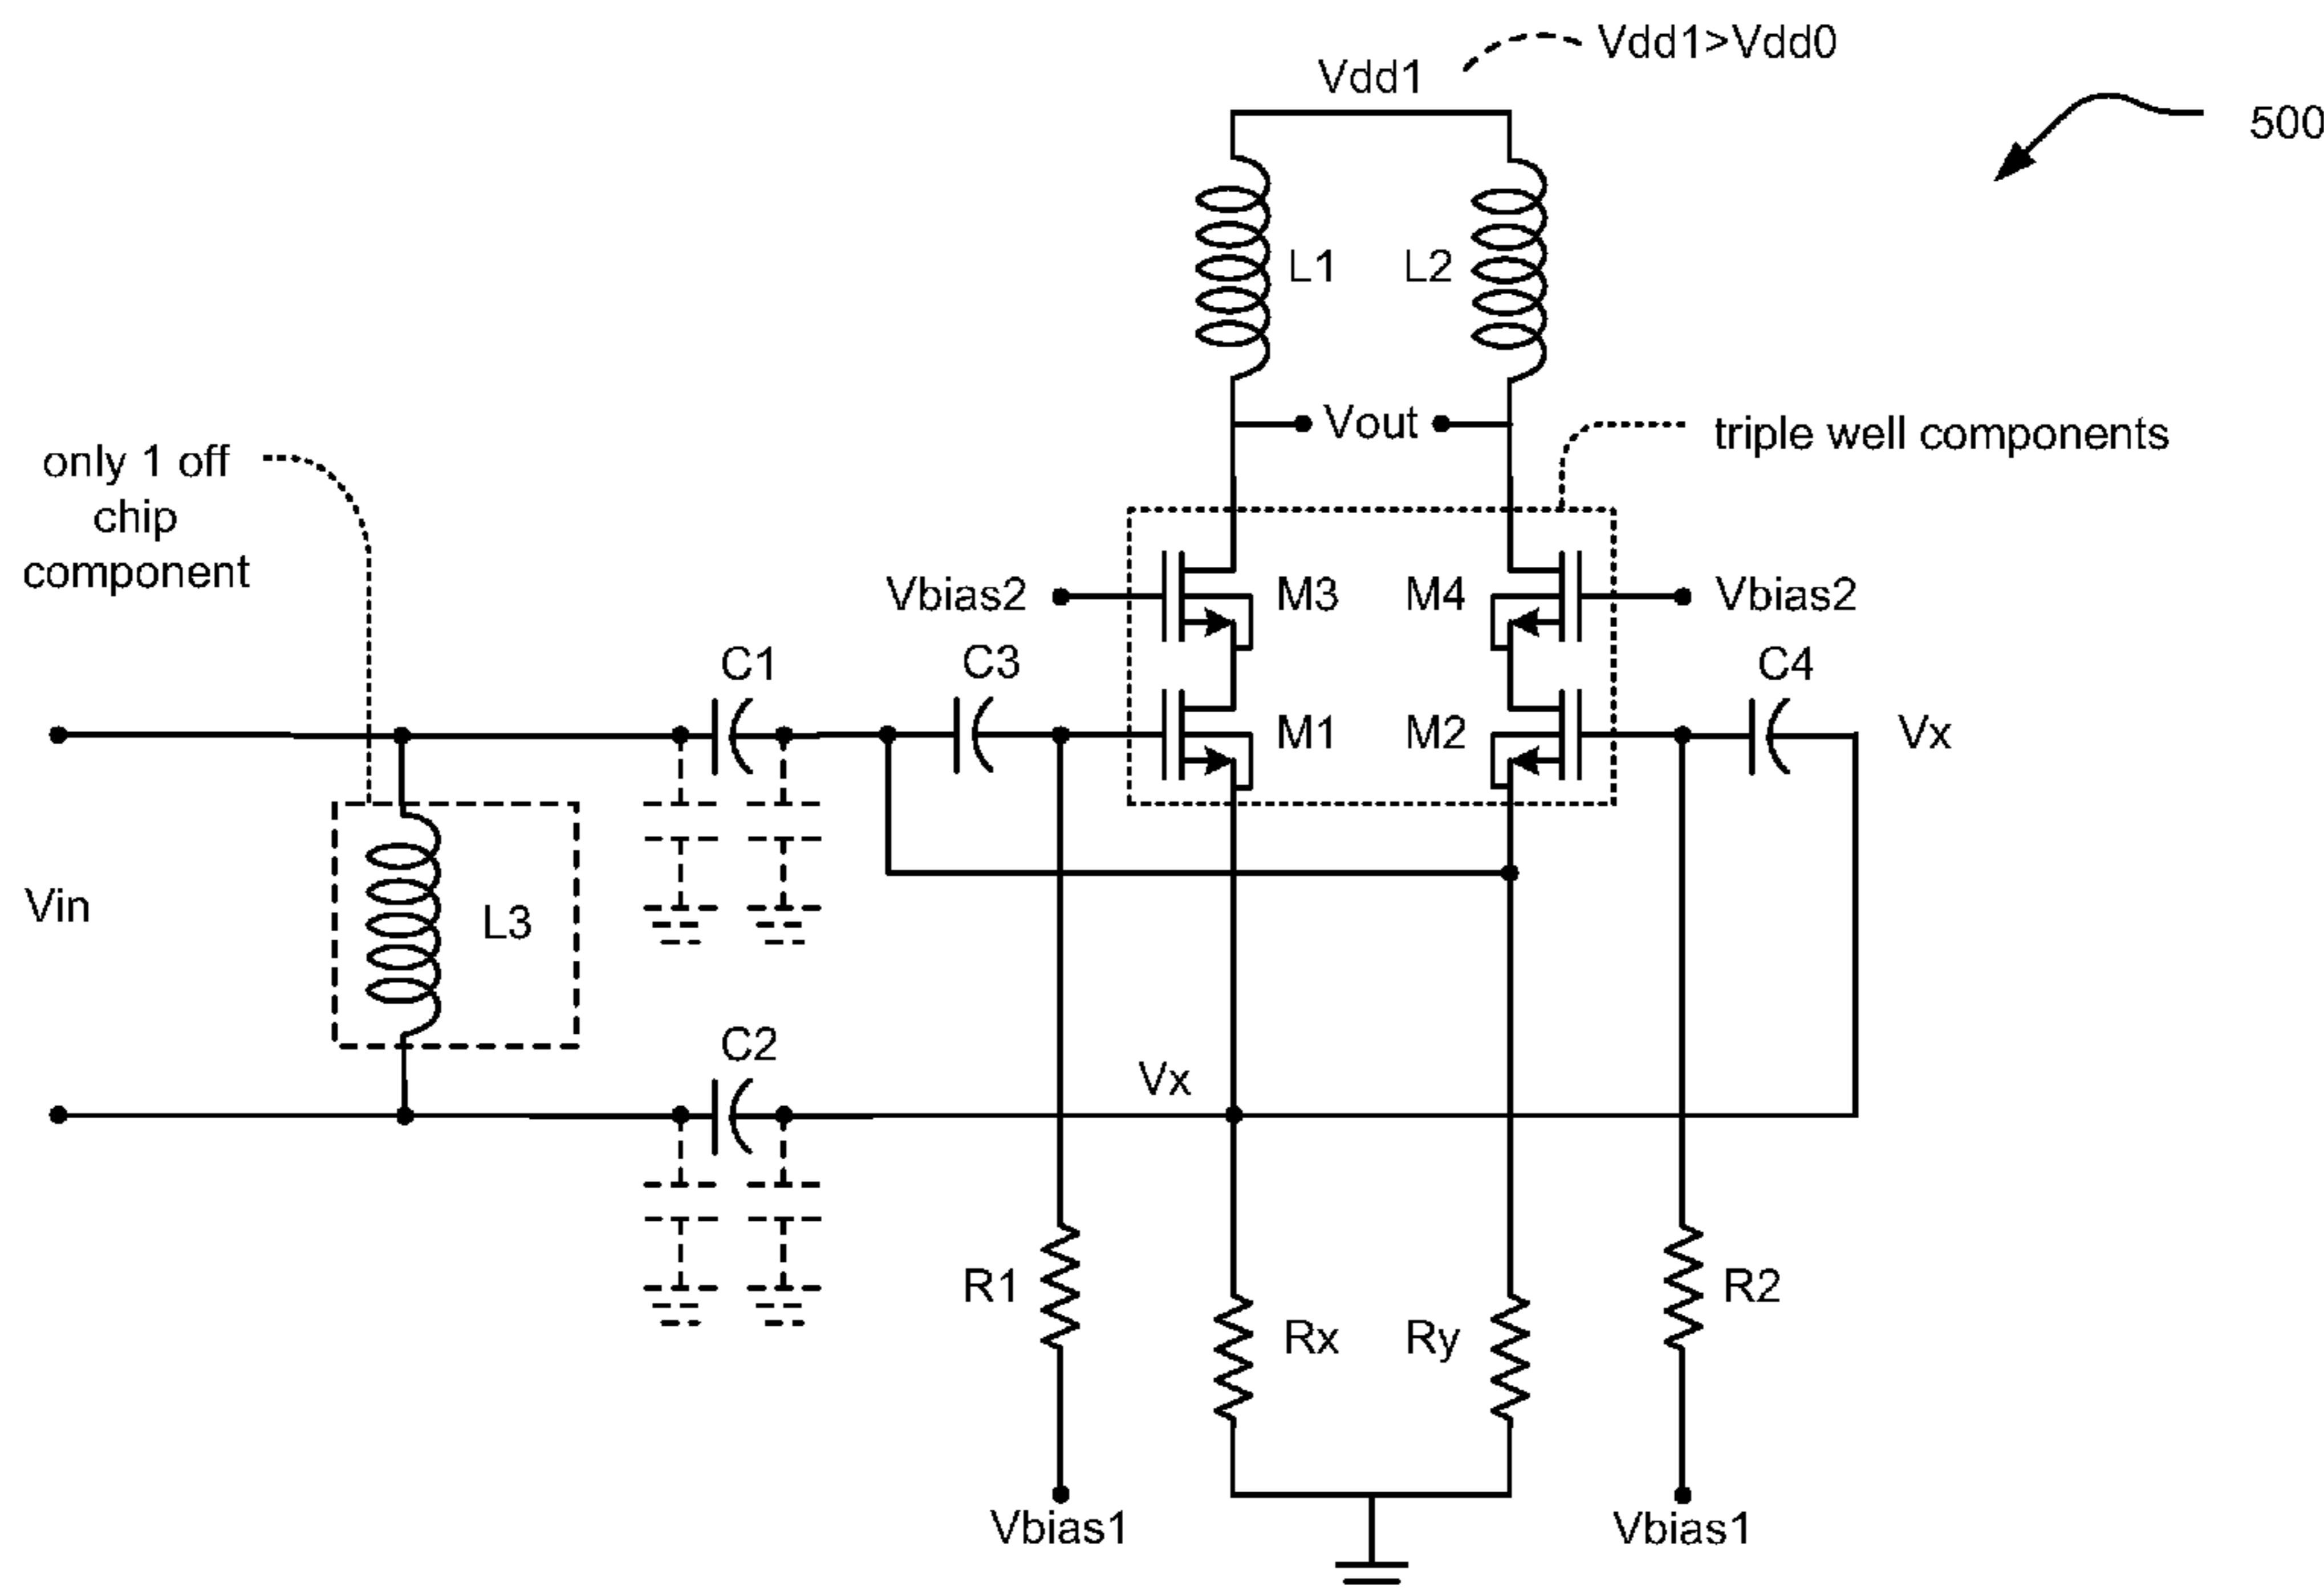 Vdd1>Vdd0
Vdd1
500
L1
L2
Vout
triple well components
only 1 off
chip
component
Vbias2
M3
M4
Vbias2
C1
C3
C4
M1
M2
Vx
Vin
L3
C2
Vx
R1
Rx
Ry
R2
Vbias1
Vbias1